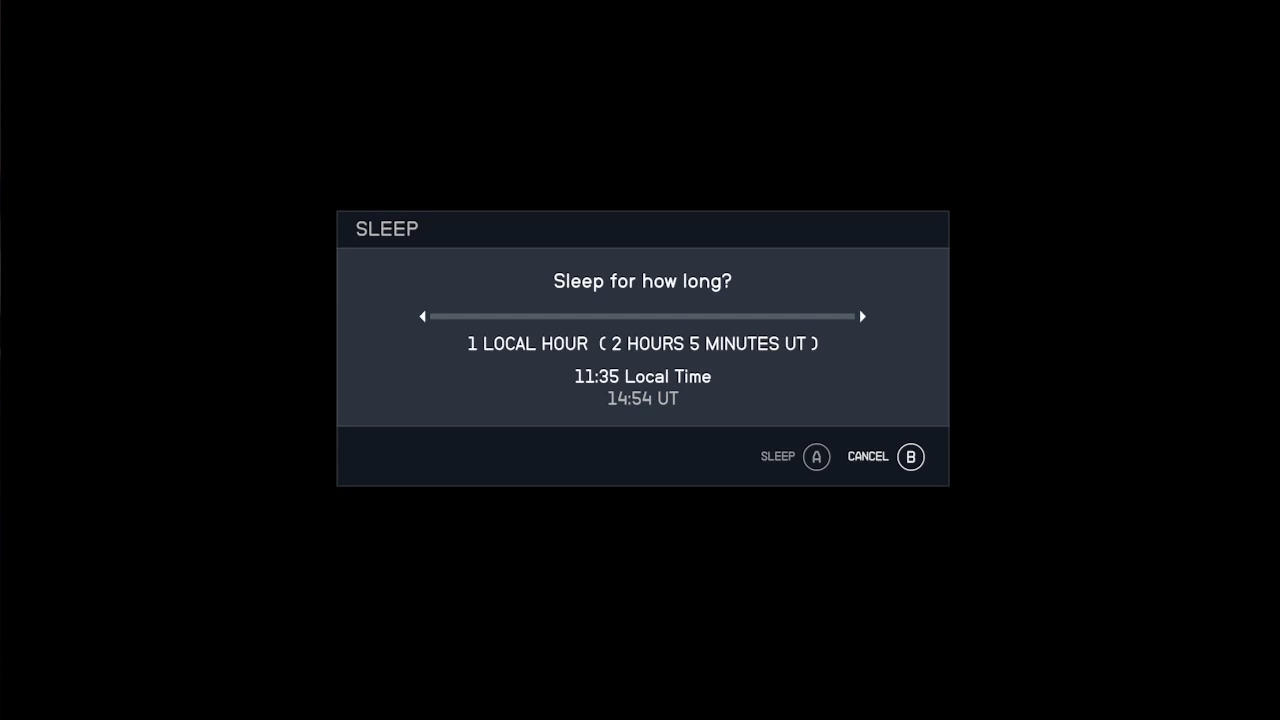 SLEEP
Sleep for how long?
1 LOCAL HOUR ( 2 HOURS 5 MINUTES UT )
11:35 Local Time
14:54 UT
SLEEP A CANCEL B